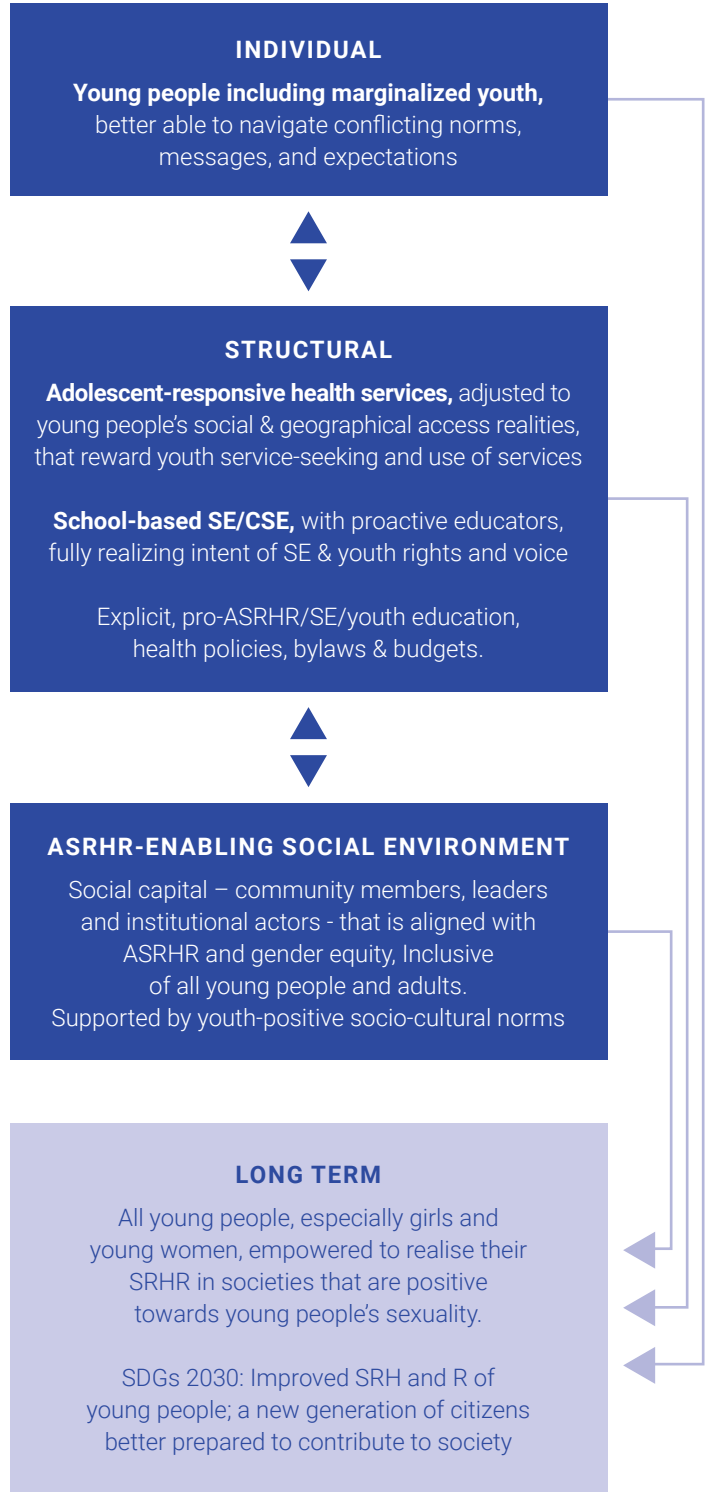 INDIVIDUAL
Young people including marginalized youth,
better able to navigate conflicting norms,
messages, and expectations
STRUCTURAL
Adolescent-responsive health services, adjusted to
young people's social & geographical access realities,
that reward youth service-seeking and use of services
School-based SE/CSE, with proactive educators,
fully realizing intent of SE & youth rights and voice
Explicit, pro-ASRHR/SE/youth education,
health policies, bylaws & budgets.
ASRHR-ENABLING SOCIAL ENVIRONMENT
Social capital – community members, leaders
and institutional actors - that is aligned with
ASRHR and gender equity, Inclusive
of all young people and adults.
Supported by youth-positive socio-cultural norms
LONG TERM
All young people, especially girls and
young women, empowered to realise their
SRHR in societies that are positive
towards young people's sexuality.
SDGs 2030: Improved SRH and R of
young people; a new generation of citizens
better prepared to contribute to society